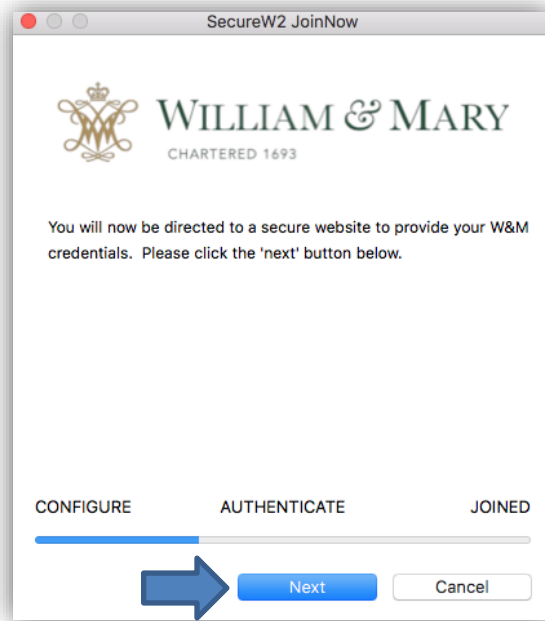 SecureW2 JoinNow
WILLIAM & MARY
CHARTERED 1693
You will now be directed to a secure website to provide your W&M
credentials.  Please click the 'next' button below.
CONFIGURE AUTHENTICATE JOINED
Next Cancel